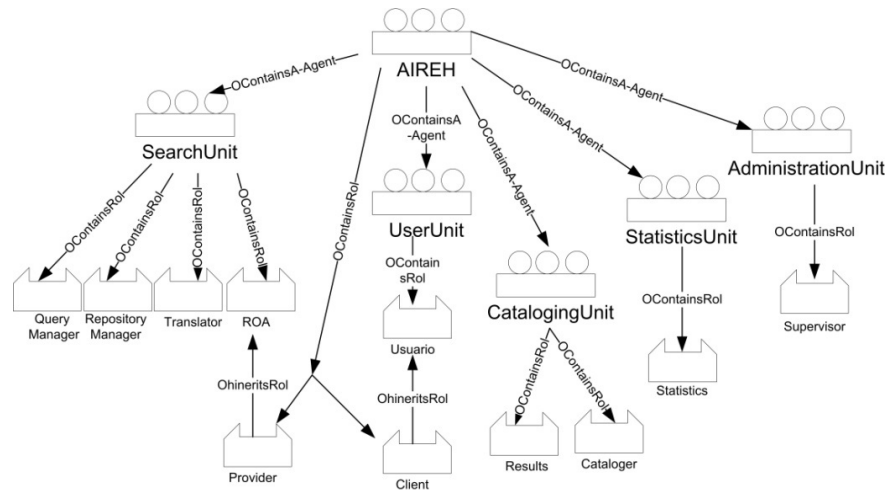 AIREH
OContainsA-Agent
OContainsA-Agent
OContainsA
-Agent
OContainsA-Agent
OContainsA-Agent
SearchUnit
AdministrationUnit
OContainsRol
OContainsRol
OContainsRol
OContainsRol
OContainsRol
UserUnit
StatisticsUnit
OContain
sRol
OContainsRol
OContainsRol
CatalogingUnit
Query
Manager
Repository
Manager
Translator
ROA
Usuario
Supervisor
OContainsRol
OContainsRol
OhineritsRol
OhineritsRol
Statistics
Provider
Client
Results
Cataloger